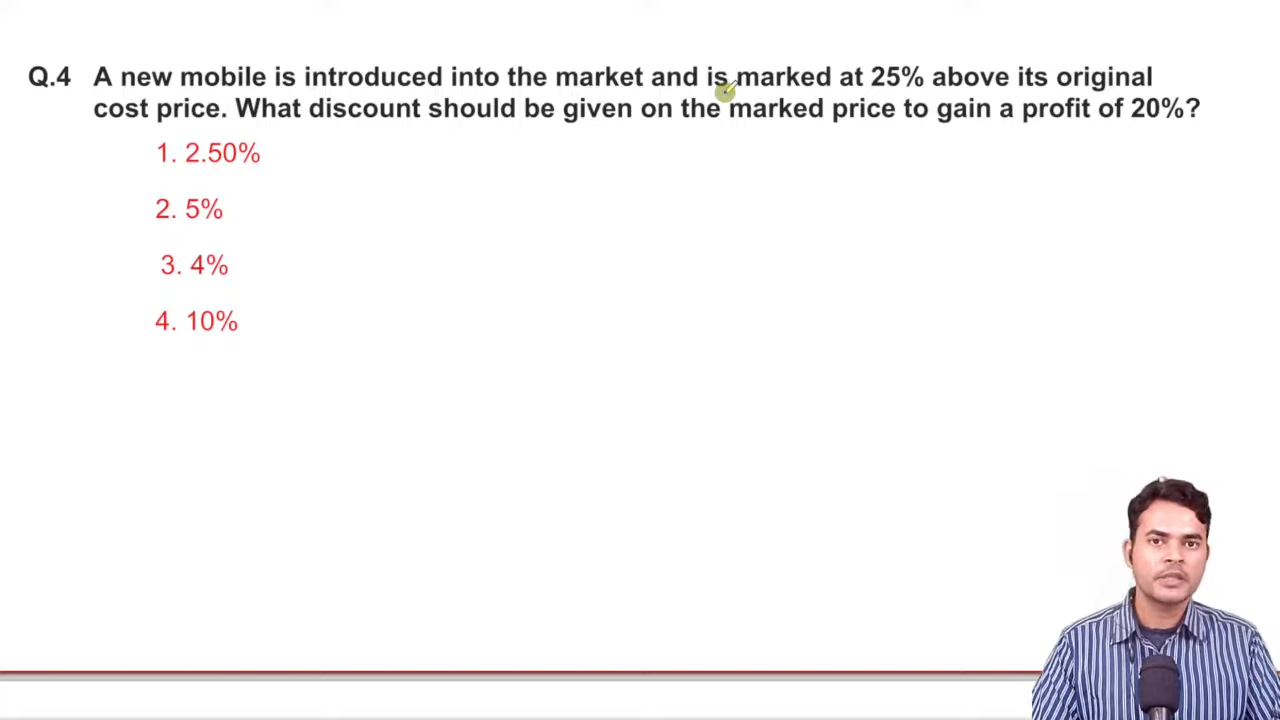 Q.4 A new mobile is introduced into the market and is marked at 25% above its original
cost price. What discount should be given on the marked price to gain a profit of 20%?
1. 2.50%
2. 5%
3. 4%
4. 10%